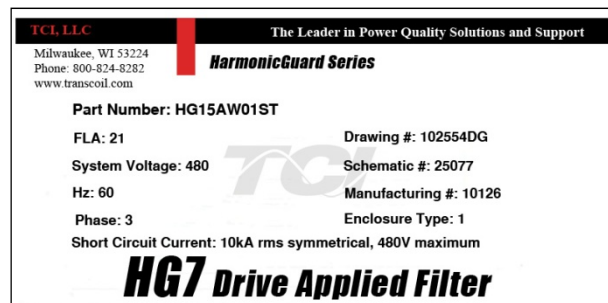 TCI, LLC
The Leader in Power Quality Solutions and Support
Milwaukee, WI 53224
Phone: 800-824-8282
www.transcoil.com
HarmonicGuard Series
Part Number: HG15AW01ST
FLA: 21
Drawing #: 102554DG
System Voltage: 480
Schematic #: 25077
Hz: 60
Manufacturing #: 10126
Phase: 3
Enclosure Type: 1
TCI
Short Circuit Current: 10kA rms symmetrical, 480V maximum
HG7 Drive Applied Filter